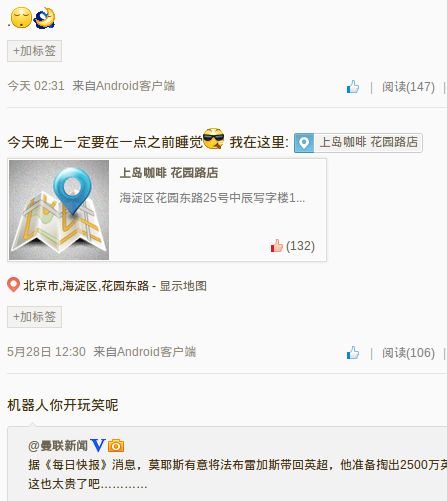 .
+加标签
今天 02:31 来自Android客户端
| 阅读(147) |
今天晚上一定要在一点之前睡觉 我在这里: 上岛咖啡 花园路店
上岛咖啡 花园路店
海淀区花园东路25号中辰写字楼1...
(132)
北京市,海淀区,花园东路 - 显示地图
+加标签
5月28日 12:30 来自Android客户端
| 阅读(106) |
机器人你开玩笑呢
@曼联新闻
据《每日快报》消息，莫耶斯有意将法布雷加斯带回英超，他准备掏出2500万英
这也太贵了吧…………